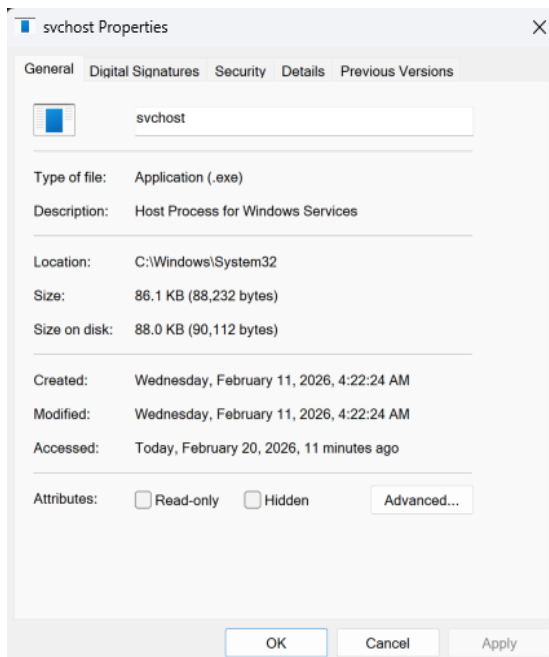 svchost Properties
General Digital Signatures Security Details Previous Versions
svchost
Type of file: Application (.exe)
Description: Host Process for Windows Services
Location: C:\Windows\System32
Size: 86.1 KB (88,232 bytes)
Size on disk: 88.0 KB (90,112 bytes)
Created: Wednesday, February 11, 2026, 4:22:24 AM
Modified: Wednesday, February 11, 2026, 4:22:24 AM
Accessed: Today, February 20, 2026, 11 minutes ago
Attributes: Read-only Hidden Advanced...
OK Cancel Apply